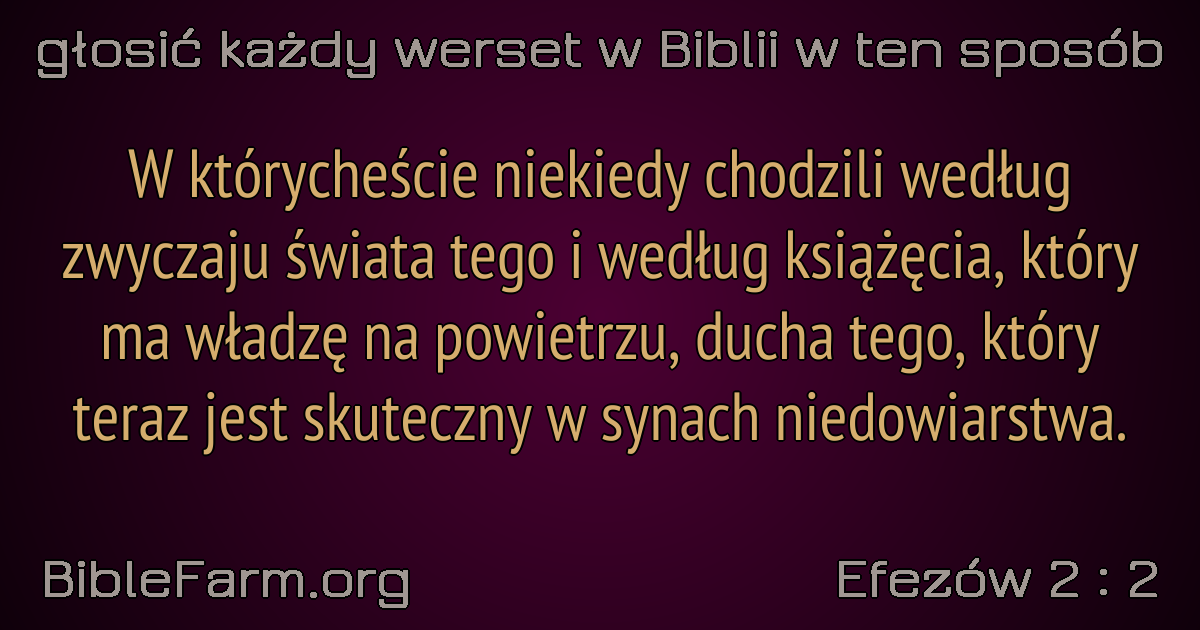 głosić każdy werset w Biblii w ten sposób
W którycheście niekiedy chodzili według
zwyczaju świata tego i według książęcia, który
ma władzę na powietrzu, ducha tego, który
teraz jest skuteczny w synach niedowiarstwa.
BibleFarm.org
Efezów 2 : 2